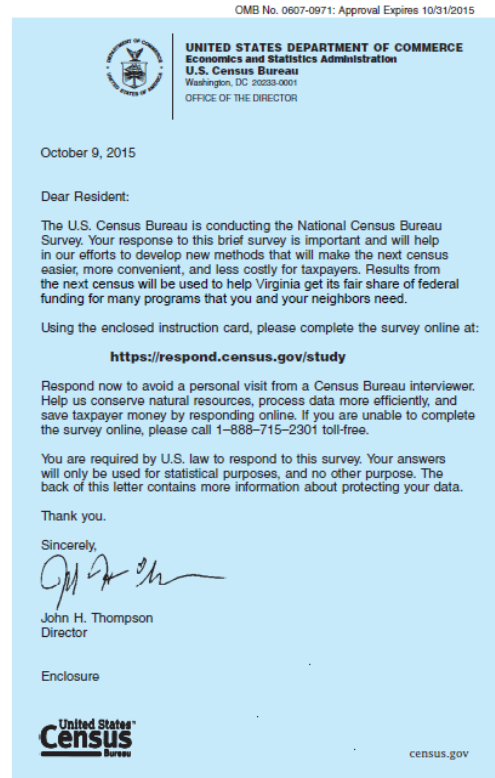 OMB No. 0607-0971: Approval Expires 10/31/2015
UNITED STATES DEPARTMENT OF COMMERCE
Economics and Statistics Administration
U.S. Census Bureau
Washington, DC 20233-0001
OFFICE OF THE DIRECTOR
DEPARTMENT OF COMMERCE
UNITED STATES OF AMERICA
October 9, 2015
Dear Resident:
The U.S. Census Bureau is conducting the National Census Bureau
Survey. Your response to this brief survey is important and will help
in our efforts to develop new methods that will make the next census
easier, more convenient, and less costly for taxpayers. Results from
the next census will be used to help Virginia get its fair share of federal
funding for many programs that you and your neighbors need.
Using the enclosed instruction card, please complete the survey online at:
https://respond.census.gov/study
Respond now to avoid a personal visit from a Census Bureau interviewer.
Help us conserve natural resources, process data more efficiently, and
save taxpayer money by responding online. If you are unable to complete
the survey online, please call 1–888–715–2301 toll-free.
You are required by U.S. law to respond to this survey. Your answers
will only be used for statistical purposes, and no other purpose. The
back of this letter contains more information about protecting your data.
Thank you.
Sincerely,
John H. Thompson
Director
Enclosure
United States™
Census
Bureau
census.gov